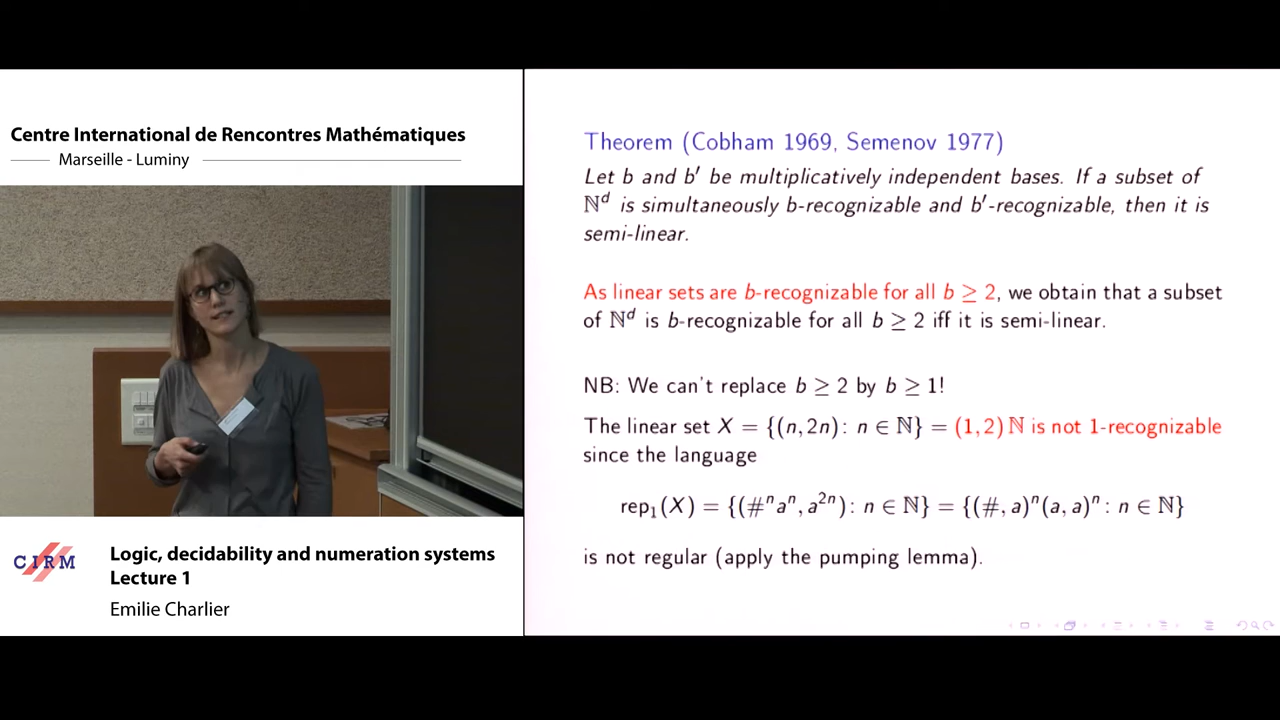 Centre International de Rencontres Mathématiques
Marseille - Luminy
CIRM
Logic, decidability and numeration systems
Lecture 1
Emilie Charlier
Theorem (Cobham 1969, Semenov 1977)
Let b and b′ be multiplicatively independent bases. If a subset of
ℕᵈ is simultaneously b-recognizable and b′-recognizable, then it is
semi-linear.
As linear sets are b-recognizable for all b ≥ 2, we obtain that a subset
of ℕᵈ is b-recognizable for all b ≥ 2 iff it is semi-linear.
NB: We can't replace b ≥ 2 by b ≥ 1!
The linear set X = {(n, 2n): n ∈ ℕ} = (1, 2) ℕ is not 1-recognizable
since the language
rep₁(X) = {(#ⁿaⁿ, a²ⁿ): n ∈ ℕ} = {(#, a)ⁿ(a, a)ⁿ: n ∈ ℕ}
is not regular (apply the pumping lemma).